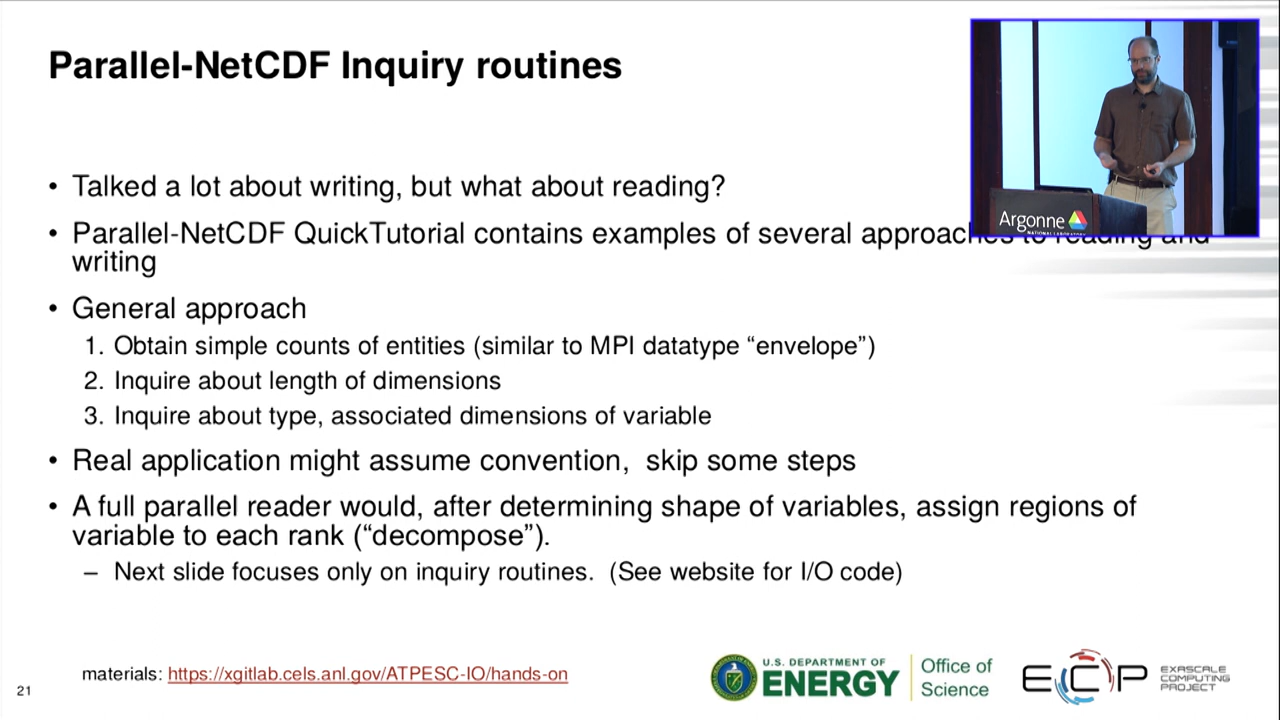 Parallel-NetCDF Inquiry routines
• Talked a lot about writing, but what about reading?
• Parallel-NetCDF QuickTutorial contains examples of several approaches to reading and
writing
• General approach
1. Obtain simple counts of entities (similar to MPI datatype “envelope”)
2. Inquire about length of dimensions
3. Inquire about type, associated dimensions of variable
• Real application might assume convention,  skip some steps
• A full parallel reader would, after determining shape of variables, assign regions of
variable to each rank (“decompose”).
– Next slide focuses only on inquiry routines.  (See website for I/O code)
materials: https://xgitlab.cels.anl.gov/ATPESC-IO/hands-on
21
U.S. DEPARTMENT OF
ENERGY
Office of
Science
ECP
EXASCALE
COMPUTING
PROJECT
Argonne
NATIONAL LABORATORY